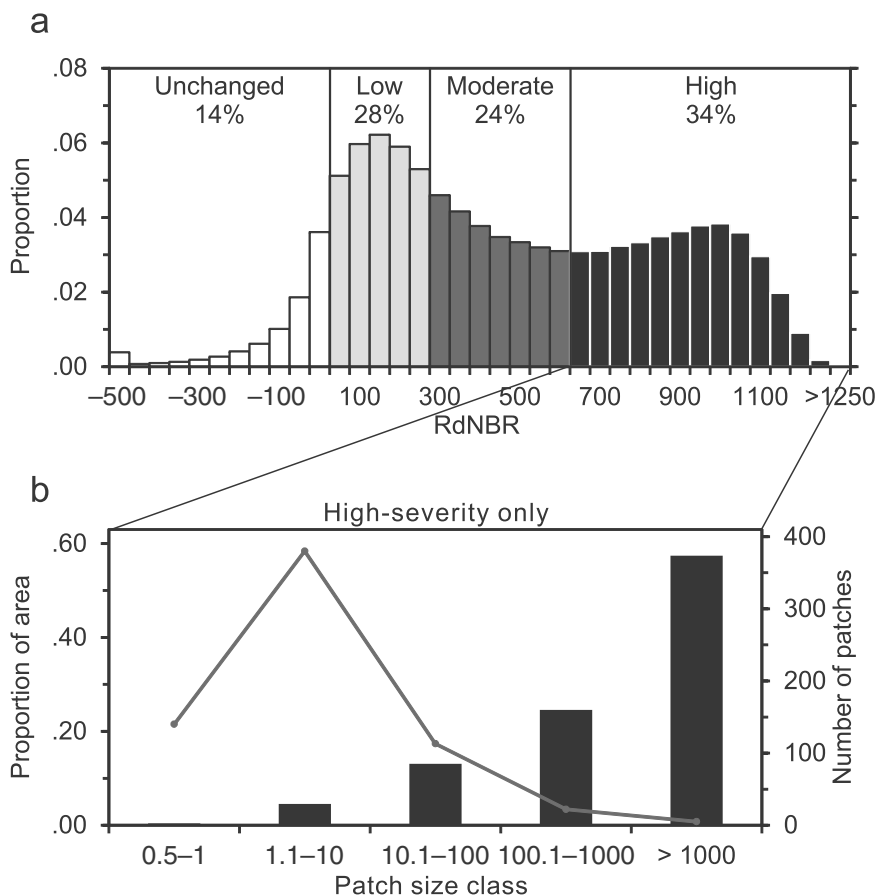 a
.08
Unchanged Low Moderate High
14% 28% 24% 34%
.06
.04
.02
.00
Proportion
–500 –300 –100 100 300 500 700 900 1100 >1250
RdNBR
b
High-severity only
.60 400
300
.40
200
.20
100
.00 0
Proportion of area
Number of patches
0.5–1 1.1–10 10.1–100 100.1–1000 > 1000
Patch size class